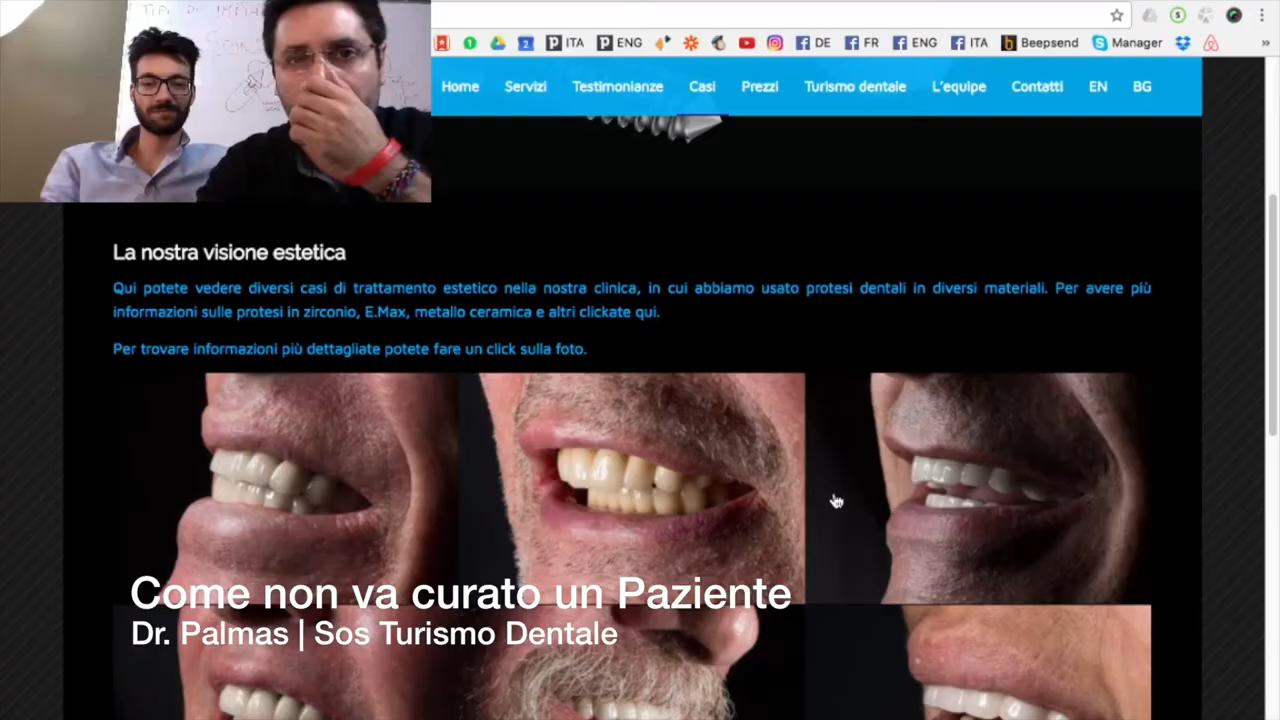 ITA
ENG
DE
FR
ENG
ITA
Beepsend
Manager
Home
Servizi
Testimonianze
Casi
Prezzi
Turismo dentale
L'equipe
Contatti
EN
BG
La nostra visione estetica
Qui potete vedere diversi casi di trattamento estetico nella nostra clinica, in cui abbiamo usato protesi dentali in diversi materiali. Per avere più
informazioni sulle protesi in zirconio, E.Max, metallo ceramica e altri clickate qui.
Per trovare informazioni più dettagliate potete fare un click sulla foto.
Come non va curato un Paziente
Dr. Palmas | Sos Turismo Dentale